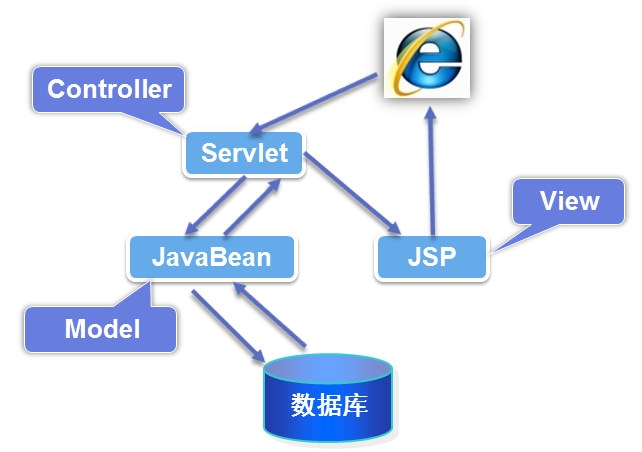 Controller
Servlet
View
JavaBean
JSP
Model
数据库